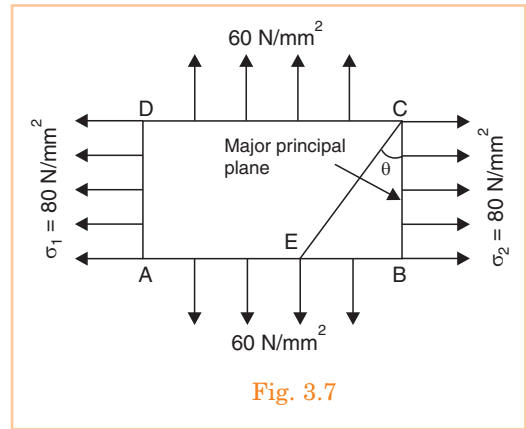 60 N/mm²
D
C
σ₁ = 80 N/mm²
Major principal
plane
θ
σ₂ = 80 N/mm²
E
A
B
60 N/mm²
Fig. 3.7